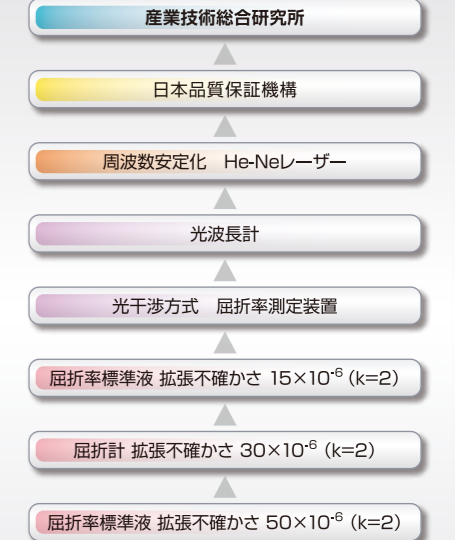 産業技術総合研究所
日本品質保証機構
周波数安定化　He-Neレーザー
光波長計
光干渉方式　屈折率測定装置
屈折率標準液 拡張不確かさ 15×10⁻⁶（k=2）
屈折計 拡張不確かさ 30×10⁻⁶（k=2）
屈折率標準液 拡張不確かさ 50×10⁻⁶（k=2）